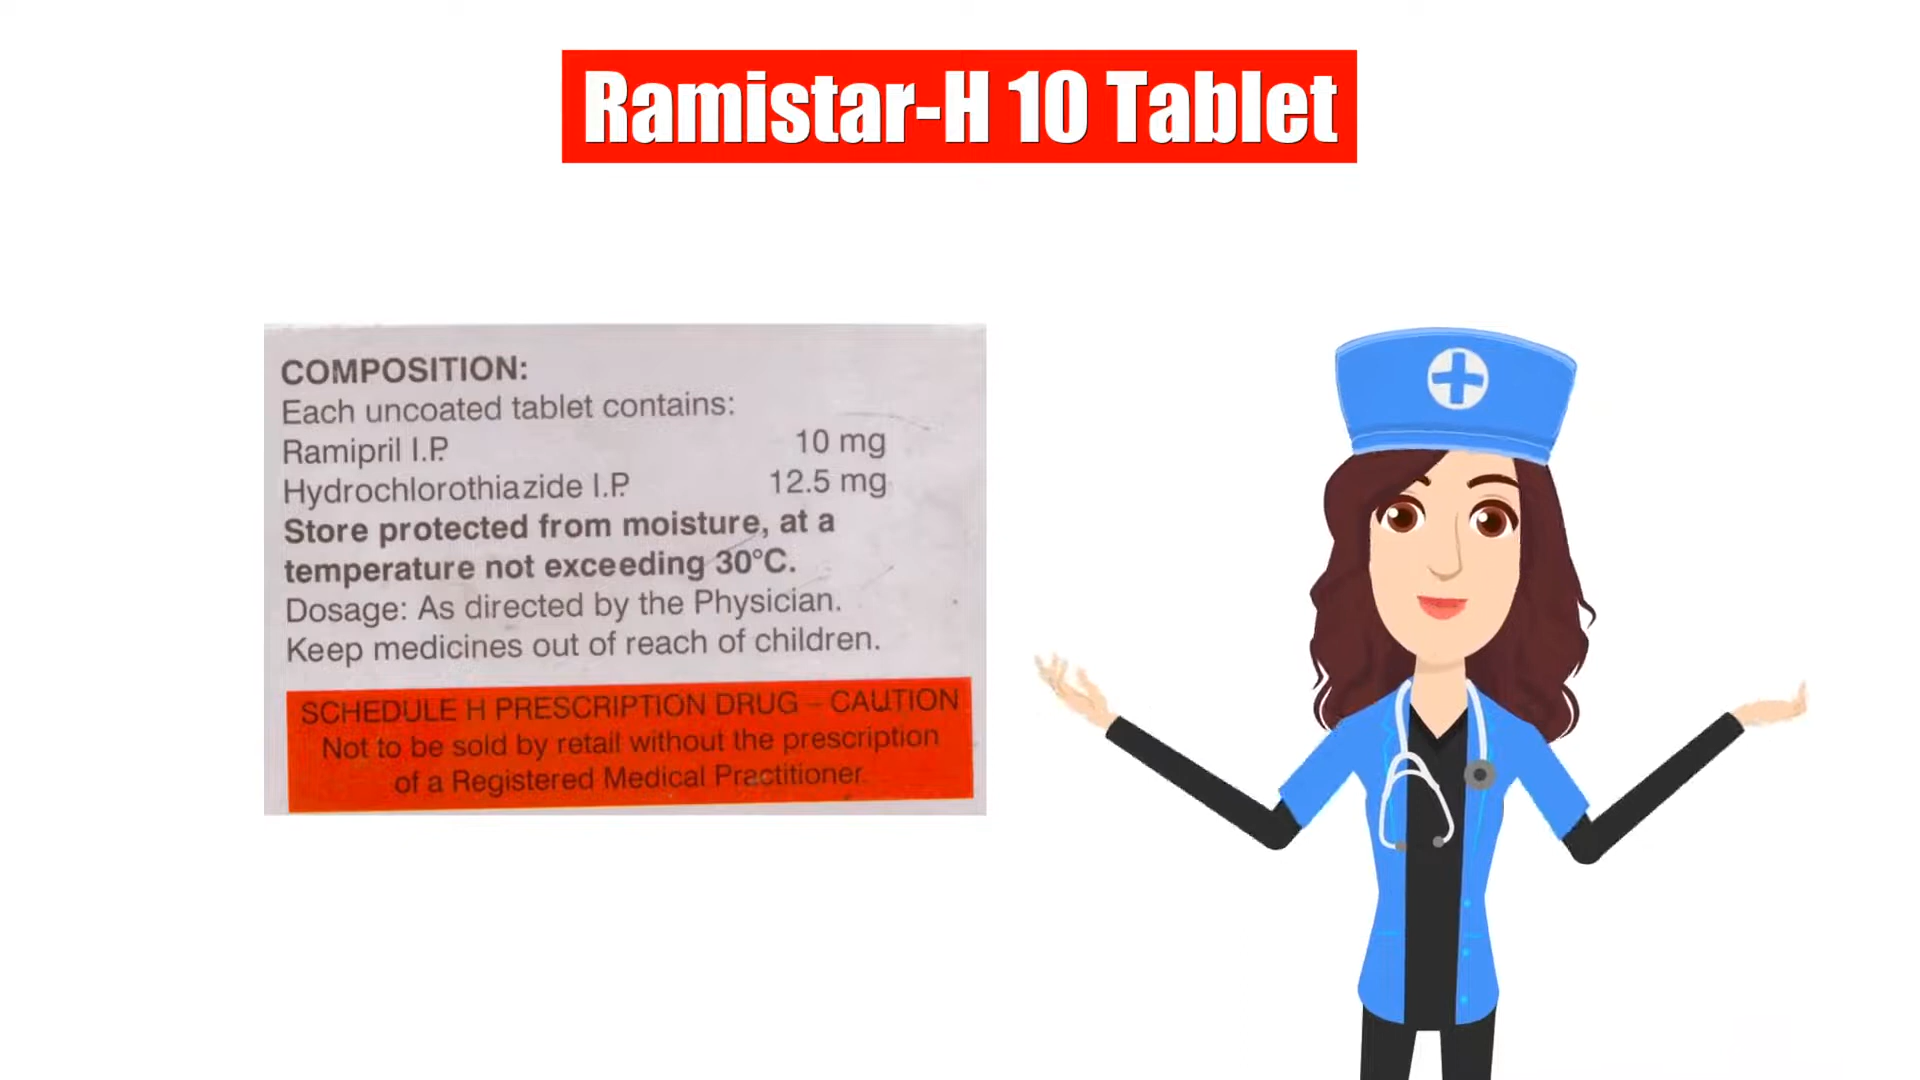 Ramistar-H 10 Tablet
COMPOSITION:
Each uncoated tablet contains:
Ramipril I.P. 10 mg
Hydrochlorothiazide I.P. 12.5 mg
Store protected from moisture, at a
temperature not exceeding 30°C.
Dosage: As directed by the Physician.
Keep medicines out of reach of children.
SCHEDULE H PRESCRIPTION DRUG – CAUTION
Not to be sold by retail without the prescription
of a Registered Medical Practitioner.